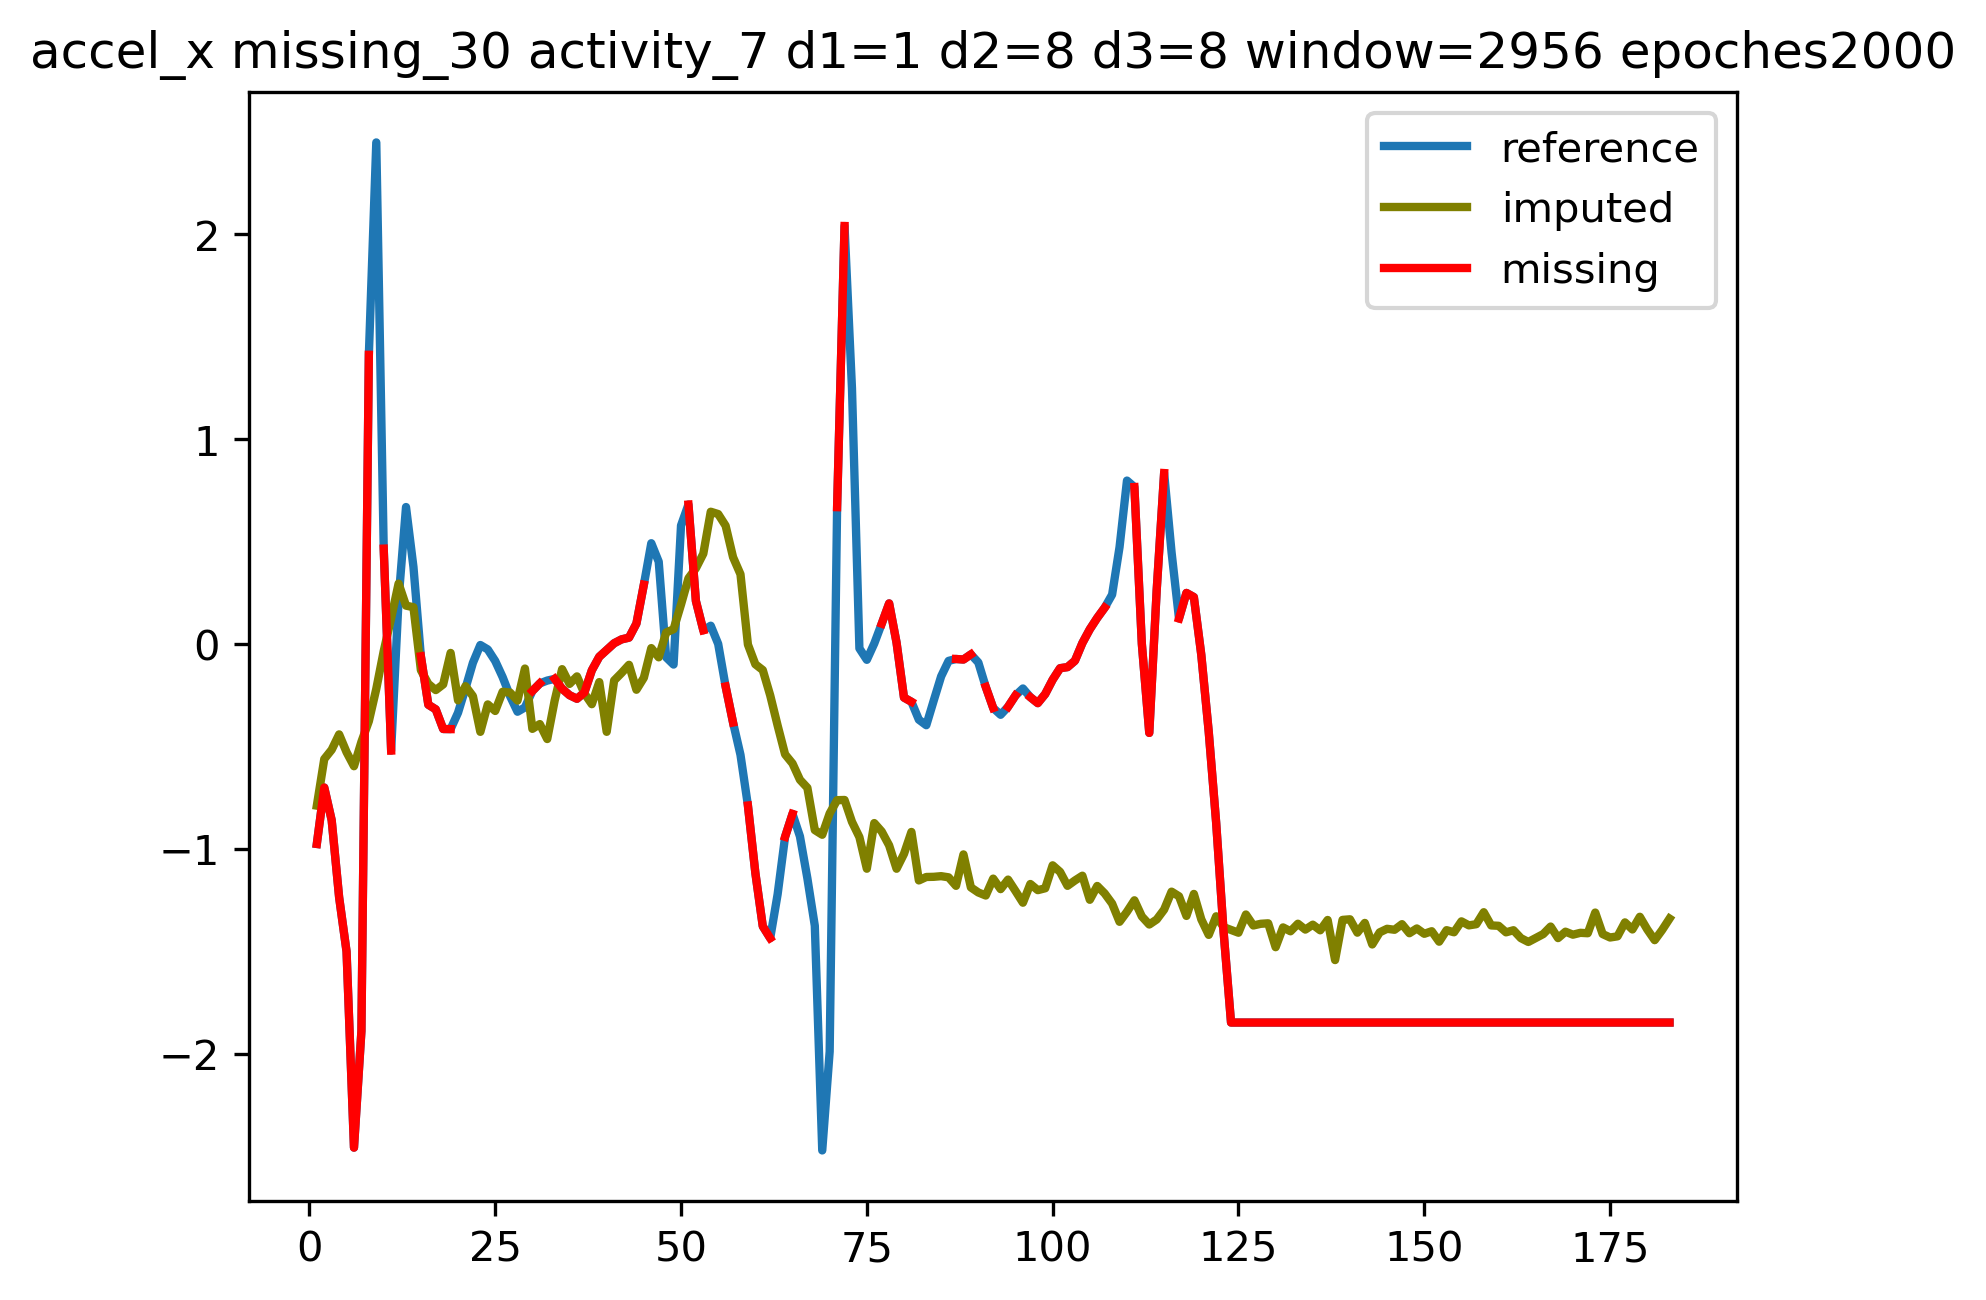 accel_x missing_30 activity_7 d1=1 d2=8 d3=8 window=2956 epoches2000
reference
imputed
missing
2
1
0
−1
−2
0 25 50 75 100 125 150 175